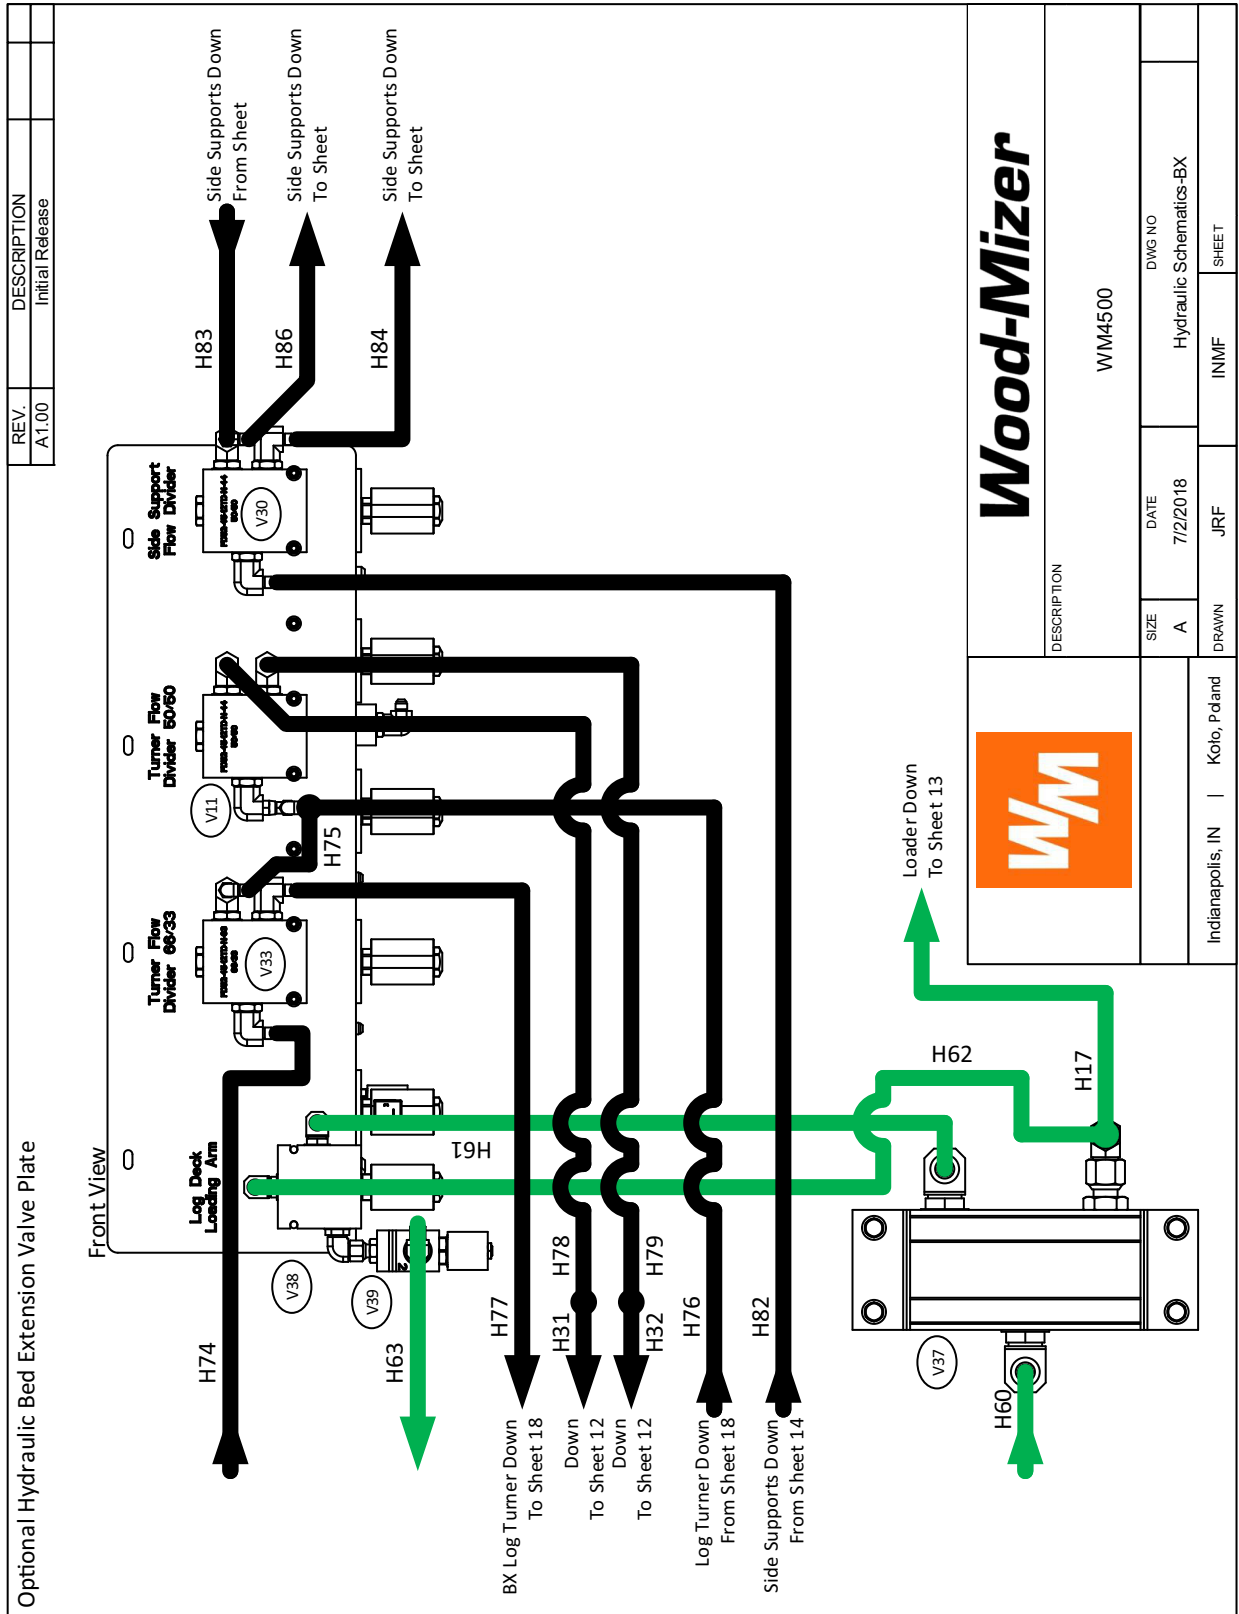 Optional Hydraulic Bed Extension Valve Plate
REV.
DESCRIPTION
A1.00
Initial Release
Front View
Log Deck
Loading Arm
Turner Flow
Divider 66/33
Turner Flow
Divider 50/50
Side Support
Flow Divider
V38
V39
V33
V11
V30
H74
H63
H61
H75
H83
Side Supports Down
From Sheet
H86
Side Supports Down
To Sheet
H84
Side Supports Down
To Sheet
BX Log Turner Down
To Sheet 18
H77
Down
To Sheet 12
H31
H78
Down
To Sheet 12
H32
H79
Log Turner Down
From Sheet 18
H76
Side Supports Down
From Sheet 14
H82
V37
H60
H62
H17
Loader Down
To Sheet 13
WM
Indianapolis, IN | Koło, Poland
Wood-Mizer
DESCRIPTION
WM4500
SIZE
A
DATE
7/2/2018
DWG NO
Hydraulic Schematics-BX
DRAWN
JRF
INMF
SHEET